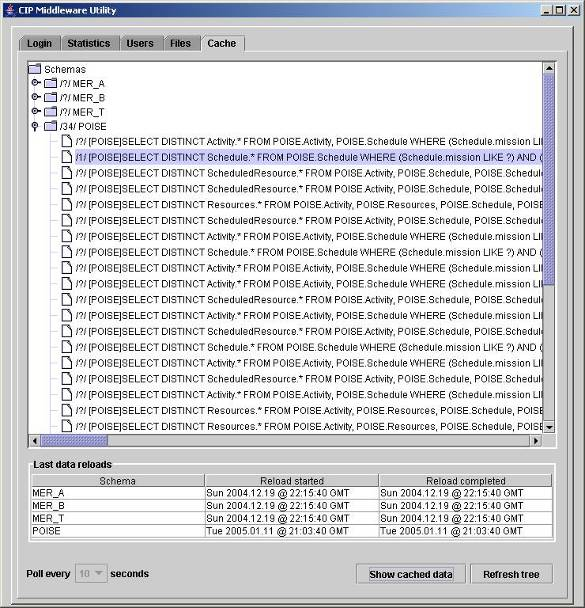 CIP Middleware Utility
Login Statistics Users Files Cache
Schemas
/?/ MER_A
/?/ MER_B
/?/ MER_T
/34/ POISE
/?/ [POISE]SELECT DISTINCT Activity.* FROM POISE.Activity, POISE.Schedule WHERE (Schedule.mission LI
/1/ [POISE]SELECT DISTINCT Schedule.* FROM POISE.Schedule WHERE (Schedule.mission LIKE ?) AND (
/?/ [POISE]SELECT DISTINCT ScheduledResource.* FROM POISE.Activity, POISE.Schedule, POISE.Schedul
/?/ [POISE]SELECT DISTINCT ScheduledResource.* FROM POISE.Activity, POISE.Schedule, POISE.Schedul
/?/ [POISE]SELECT DISTINCT Resources.* FROM POISE.Activity, POISE.Resources, POISE.Schedule, POISE
/?/ [POISE]SELECT DISTINCT ScheduledResource.* FROM POISE.Activity, POISE.Schedule, POISE.Schedul
/?/ [POISE]SELECT DISTINCT Activity.* FROM POISE.Activity, POISE.Schedule WHERE (Schedule.mission LI
/?/ [POISE]SELECT DISTINCT Schedule.* FROM POISE.Schedule WHERE (Schedule.mission LIKE ?) AND (
/?/ [POISE]SELECT DISTINCT Activity.* FROM POISE.Activity, POISE.Schedule WHERE (Schedule.mission LI
/?/ [POISE]SELECT DISTINCT Activity.* FROM POISE.Activity, POISE.Schedule WHERE (Schedule.mission LI
/?/ [POISE]SELECT DISTINCT ScheduledResource.* FROM POISE.Activity, POISE.Schedule, POISE.Schedul
/?/ [POISE]SELECT DISTINCT Activity.* FROM POISE.Activity, POISE.Schedule WHERE (Schedule.mission LI
/?/ [POISE]SELECT DISTINCT ScheduledResource.* FROM POISE.Activity, POISE.Schedule, POISE.Schedul
/?/ [POISE]SELECT DISTINCT Schedule.* FROM POISE.Schedule WHERE (Schedule.mission LIKE ?) AND (
/?/ [POISE]SELECT DISTINCT Activity.* FROM POISE.Activity, POISE.Schedule WHERE (Schedule.mission LI
/?/ [POISE]SELECT DISTINCT ScheduledResource.* FROM POISE.Activity, POISE.Schedule, POISE.Schedul
/?/ [POISE]SELECT DISTINCT Activity.* FROM POISE.Activity, POISE.Schedule WHERE (Schedule.mission LI
/?/ [POISE]SELECT DISTINCT Resources.* FROM POISE.Activity, POISE.Resources, POISE.Schedule, POISE
/?/ [POISE]SELECT DISTINCT ScheduledResource.* FROM POISE.Activity, POISE.Schedule, POISE.Schedul
Last data reloads
Schema Reload started Reload completed
MER_A Sun 2004.12.19 @ 22:15:40 GMT Sun 2004.12.19 @ 22:15:40 GMT
MER_B Sun 2004.12.19 @ 22:15:40 GMT Sun 2004.12.19 @ 22:15:40 GMT
MER_T Sun 2004.12.19 @ 22:15:40 GMT Sun 2004.12.19 @ 22:15:40 GMT
POISE Tue 2005.01.11 @ 21:03:40 GMT Tue 2005.01.11 @ 21:03:40 GMT
Poll every 10 seconds Show cached data Refresh tree